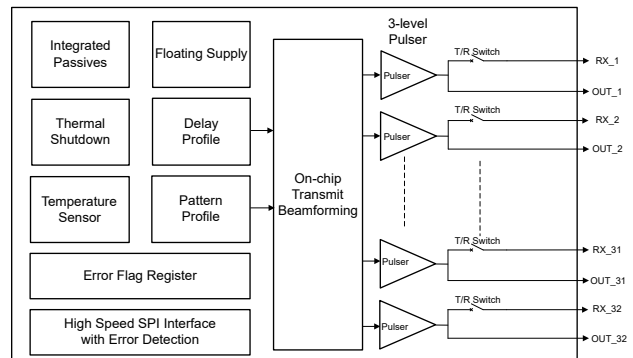 3-level
Pulser
Integrated
Passives
Floating Supply
Thermal
Shutdown
Delay
Profile
Temperature
Sensor
Pattern
Profile
Error Flag Register
High Speed SPI Interface
with Error Detection
On-chip
Transmit
Beamforming
Pulser
T/R Switch
RX_1
OUT_1
Pulser
T/R Switch
RX_2
OUT_2
Pulser
T/R Switch
RX_31
OUT_31
Pulser
T/R Switch
RX_32
OUT_32